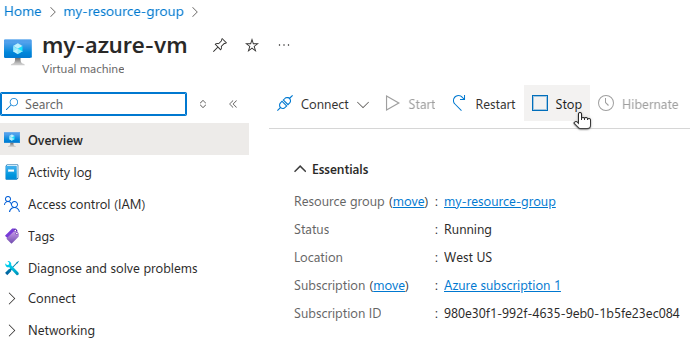 Home > my-resource-group >
my-azure-vm
Virtual machine
Search
Connect Start Restart Stop Hibernate
Overview
Activity log
Access control (IAM)
Tags
Diagnose and solve problems
Connect
Networking
Essentials
Resource group (move) : my-resource-group
Status : Running
Location : West US
Subscription (move) : Azure subscription 1
Subscription ID : 980e30f1-992f-4635-9eb0-1b5fe23ec084